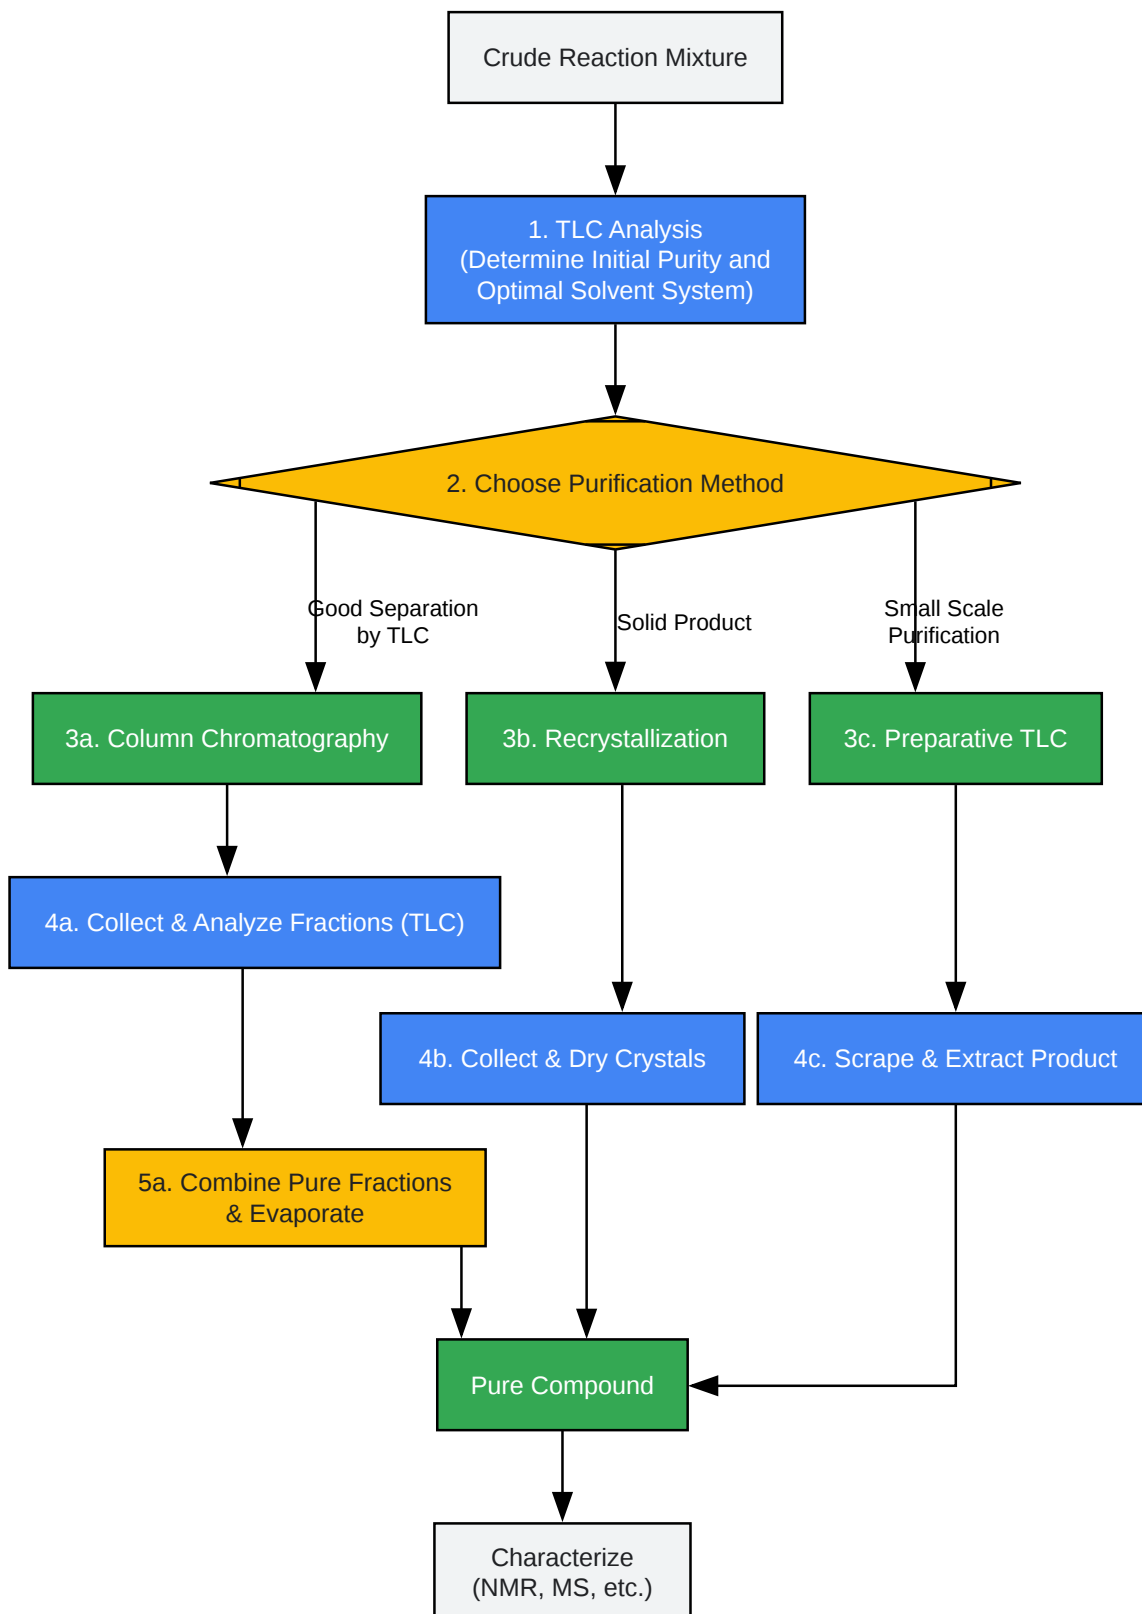 Crude Reaction Mixture
1. TLC Analysis
(Determine Initial Purity and
Optimal Solvent System)
2. Choose Purification Method
Good Separation
by TLC
Solid Product
Small Scale
Purification
3a. Column Chromatography
3b. Recrystallization
3c. Preparative TLC
4a. Collect & Analyze Fractions (TLC)
4b. Collect & Dry Crystals
4c. Scrape & Extract Product
5a. Combine Pure Fractions
& Evaporate
Pure Compound
Characterize
(NMR, MS, etc.)